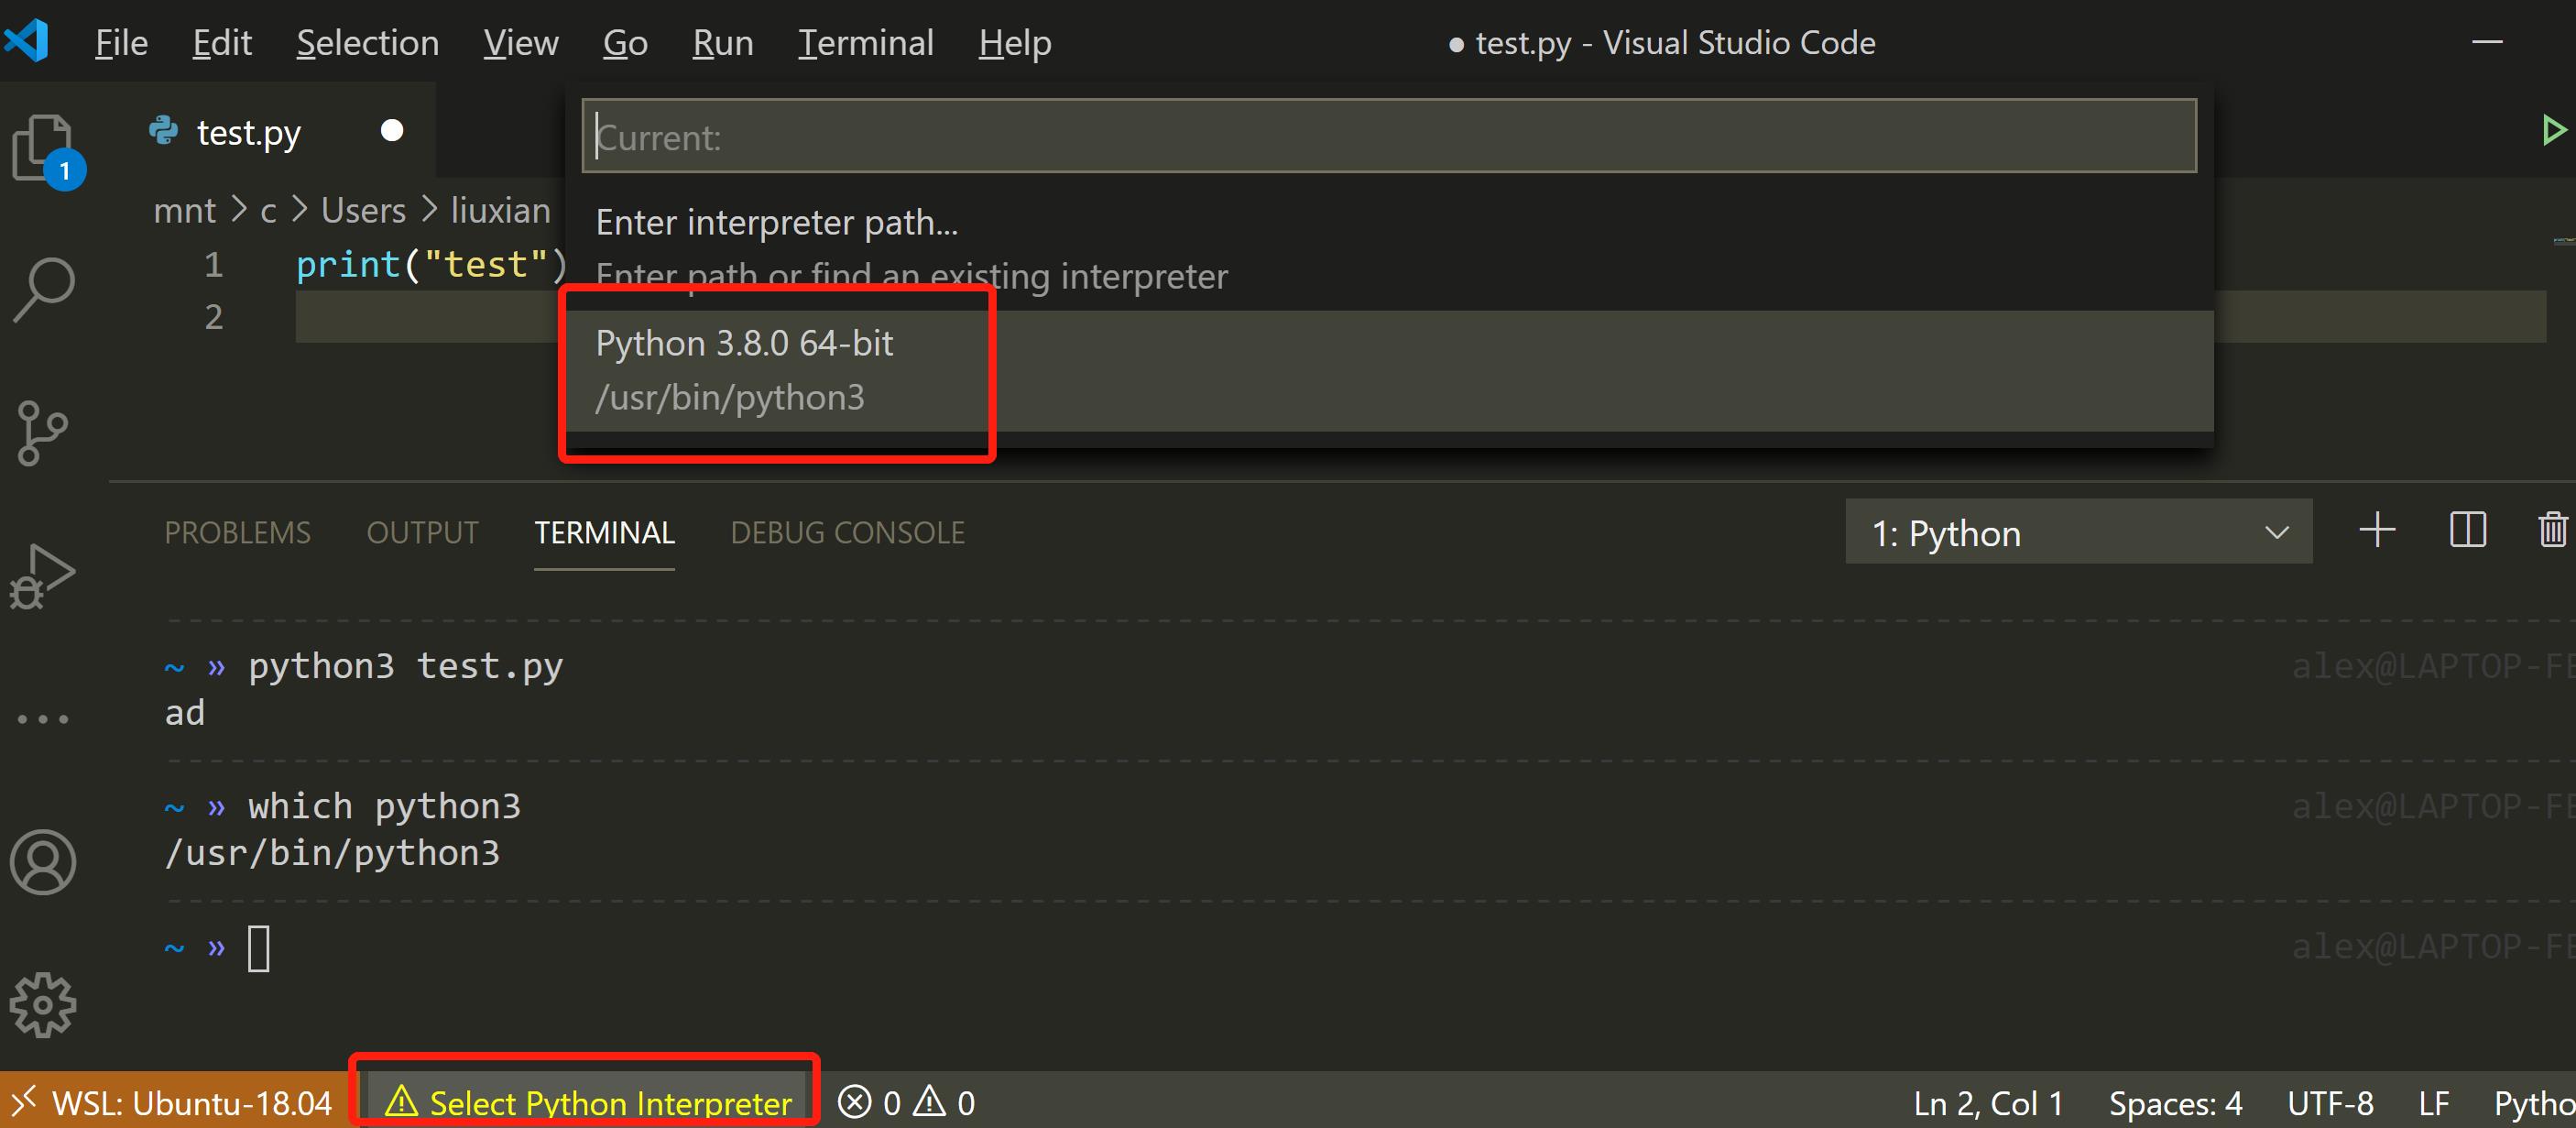 File Edit Selection View Go Run Terminal Help
● test.py - Visual Studio Code
test.py
1
Current:
mnt > c > Users > liuxian
Enter interpreter path...
Enter path or find an existing interpreter
1 print("test")
2
Python 3.8.0 64-bit
/usr/bin/python3
PROBLEMS OUTPUT TERMINAL DEBUG CONSOLE
1: Python
~ » python3 test.py alex@LAPTOP-FE
ad
~ » which python3 alex@LAPTOP-FE
/usr/bin/python3
~ » alex@LAPTOP-FE
WSL: Ubuntu-18.04 Select Python Interpreter 0 0 Ln 2, Col 1 Spaces: 4 UTF-8 LF Pytho